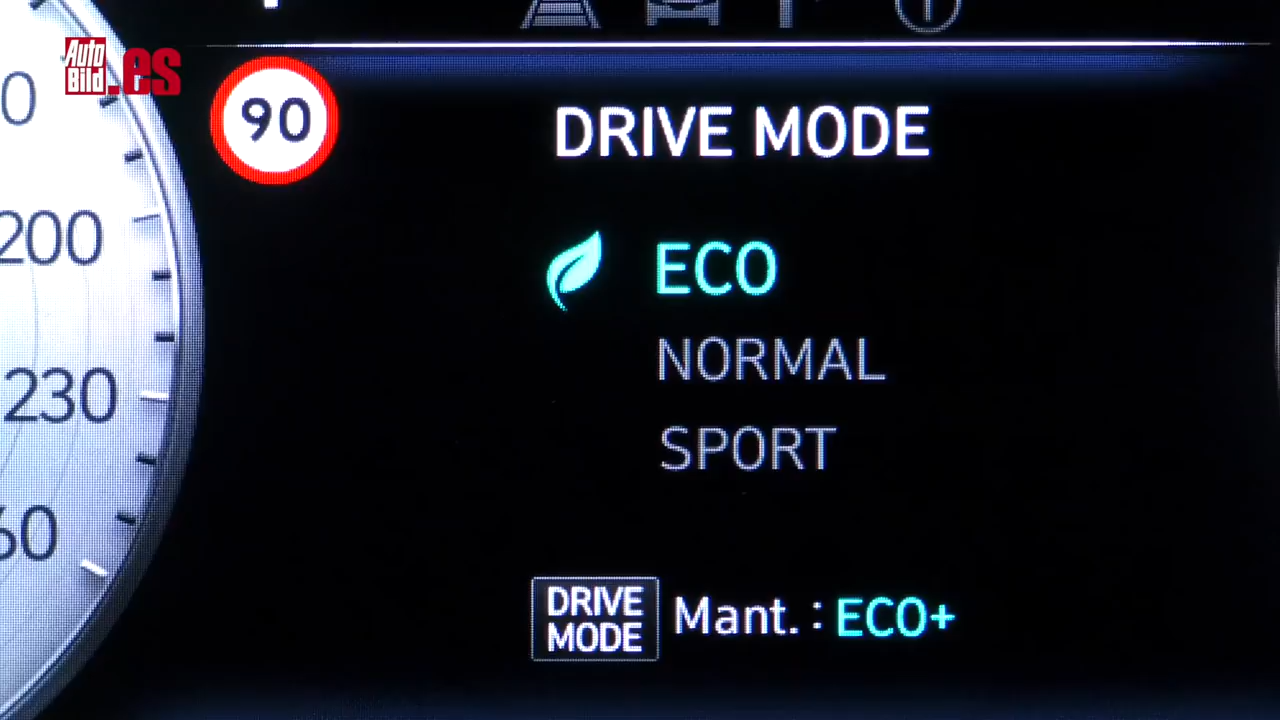 Auto
Bild.es
90
DRIVE MODE
200
ECO
NORMAL
230
SPORT
DRIVE
MODE
Mant. : ECO+